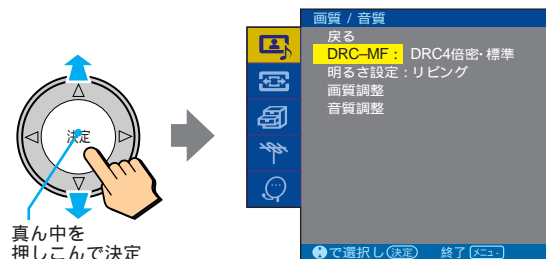 決定
真ん中を
押しこんで決定
画質 / 音質
戻る
DRC–MF： DRC4倍密・標準
明るさ設定：リビング
画質調整
音質調整
で選択し 決定 終了 メニュー